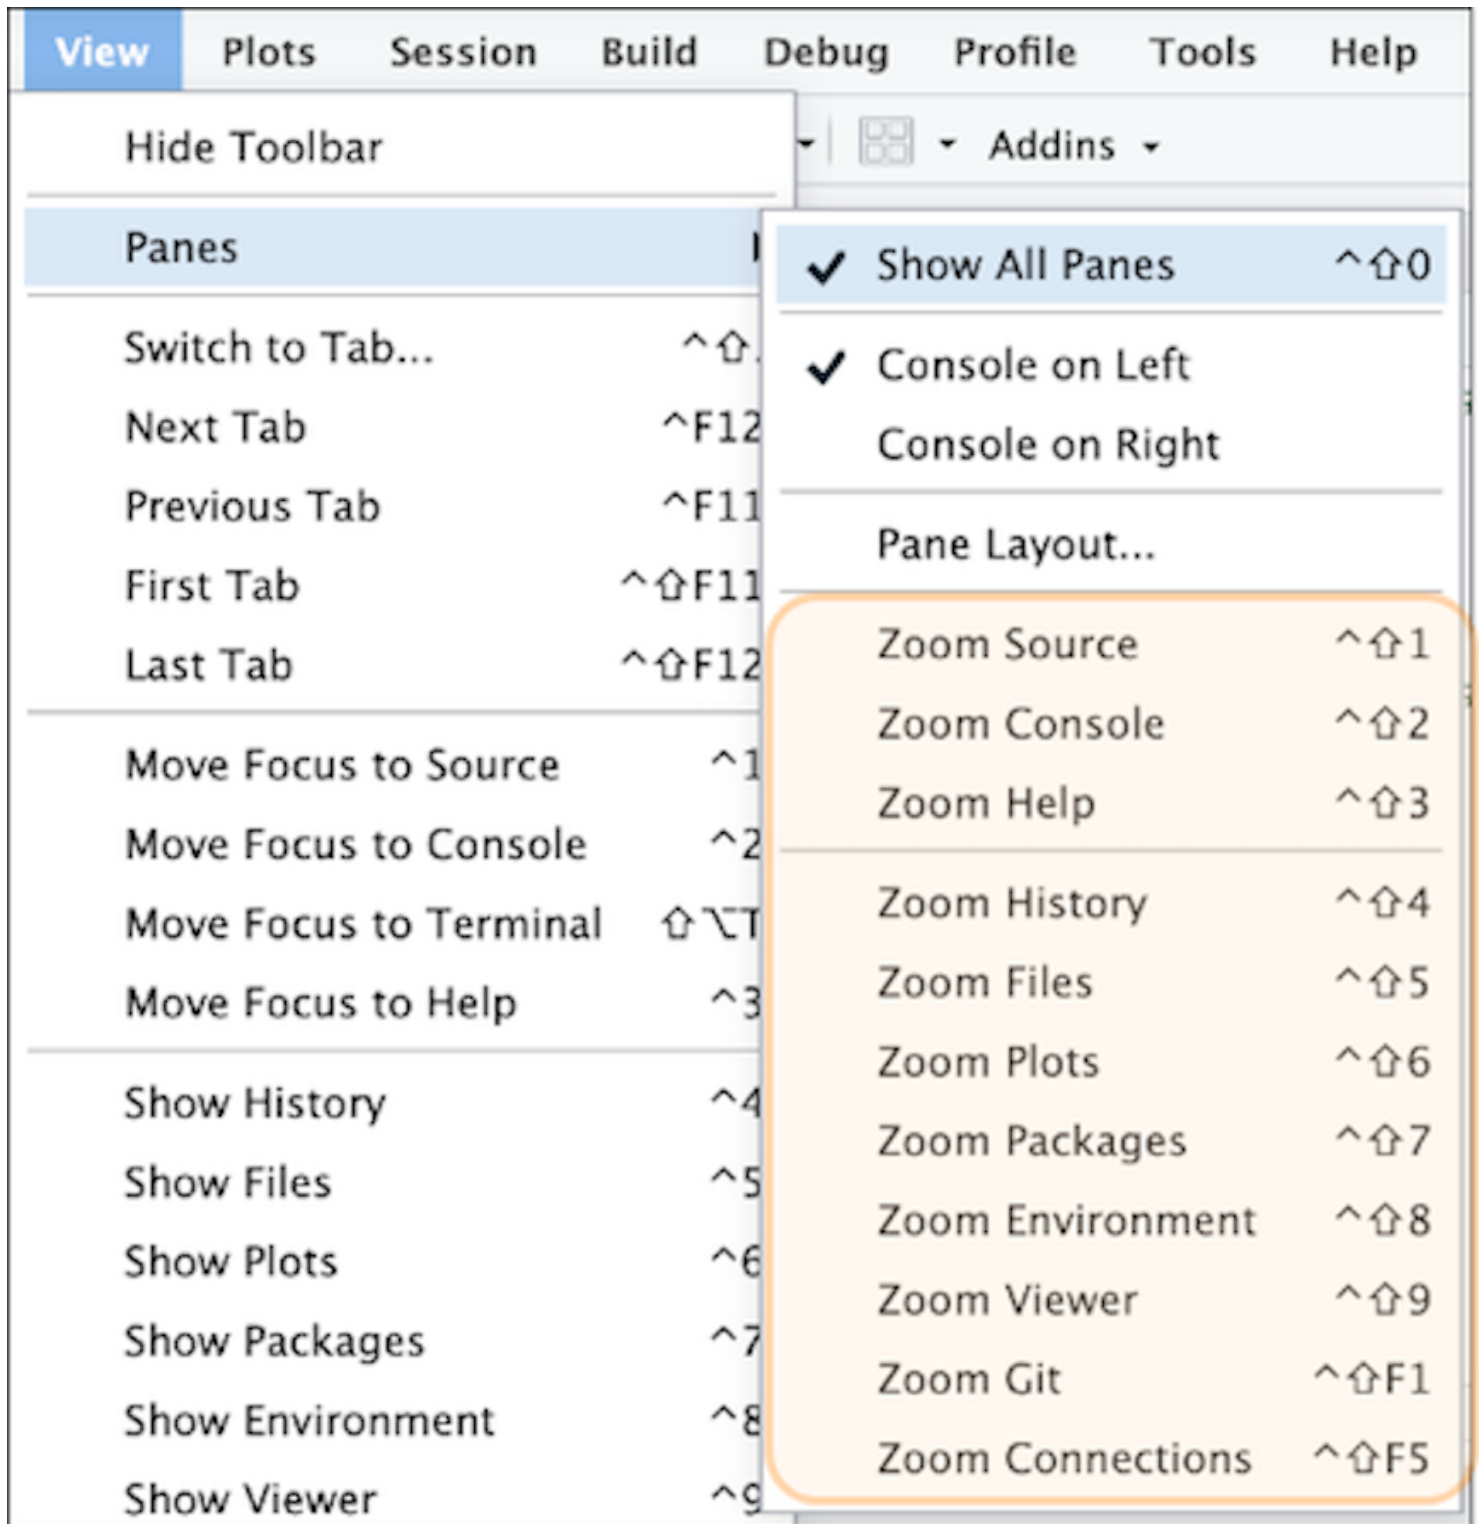 View Plots Session Build Debug Profile Tools Help
Hide Toolbar
Addins
Panes
Switch to Tab... ^⇧.
Next Tab ^F12
Previous Tab ^F11
First Tab ^⇧F11
Last Tab ^⇧F12
Move Focus to Source ^1
Move Focus to Console ^2
Move Focus to Terminal ⇧⌥T
Move Focus to Help ^3
Show History ^4
Show Files ^5
Show Plots ^6
Show Packages ^7
Show Environment ^8
Show Viewer ^9
✔ Show All Panes ^⇧0
✔ Console on Left
Console on Right
Pane Layout...
Zoom Source ^⇧1
Zoom Console ^⇧2
Zoom Help ^⇧3
Zoom History ^⇧4
Zoom Files ^⇧5
Zoom Plots ^⇧6
Zoom Packages ^⇧7
Zoom Environment ^⇧8
Zoom Viewer ^⇧9
Zoom Git ^⇧F1
Zoom Connections ^⇧F5